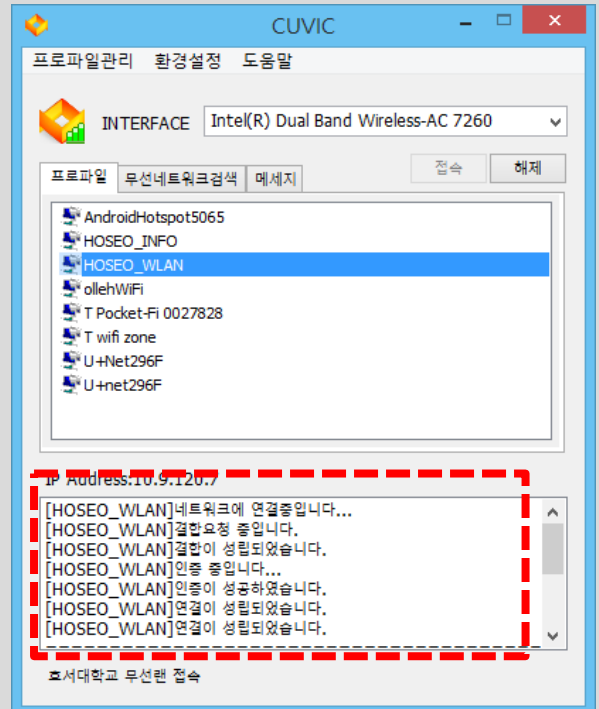 CUVIC
프로파일관리 환경설정 도움말
INTERFACE Intel(R) Dual Band Wireless-AC 7260
프로파일 무선네트워크검색 메세지 접속 해제
AndroidHotspot5065
HOSEO_INFO
HOSEO_WLAN
ollehWiFi
T Pocket-Fi 0027828
T wifi zone
U+Net296F
U+net296F
IP Address:10.9.120.7
[HOSEO_WLAN]네트워크에 연결중입니다...
[HOSEO_WLAN]결합요청 중입니다.
[HOSEO_WLAN]결합이 성립되었습니다.
[HOSEO_WLAN]인증 중입니다...
[HOSEO_WLAN]인증이 성공하였습니다.
[HOSEO_WLAN]연결이 성립되었습니다.
[HOSEO_WLAN]연결이 성립되었습니다.
호서대학교 무선랜 접속